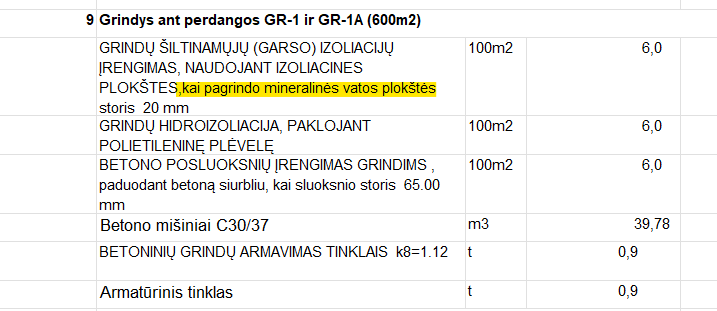 9 Grindys ant perdangos GR-1 ir GR-1A (600m2)
GRINDŲ ŠILTINAMŲJŲ (GARSO) IZOLIACIJŲ 100m2 6,0
ĮRENGIMAS, NAUDOJANT IZOLIACINES
PLOKŠTES,kai pagrindo mineralinės vatos plokštės
storis 20 mm
GRINDŲ HIDROIZOLIACIJA, PAKLOJANT 100m2 6,0
POLIETILENINĘ PLĖVELĘ
BETONO POSLUOKSNIŲ ĮRENGIMAS GRINDIMS , 100m2 6,0
paduodant betoną siurbliu, kai sluoksnio storis 65.00
mm
Betono mišiniai C30/37 m3 39,78
BETONINIŲ GRINDŲ ARMAVIMAS TINKLAIS k8=1.12 t 0,9
Armatūrinis tinklas t 0,9